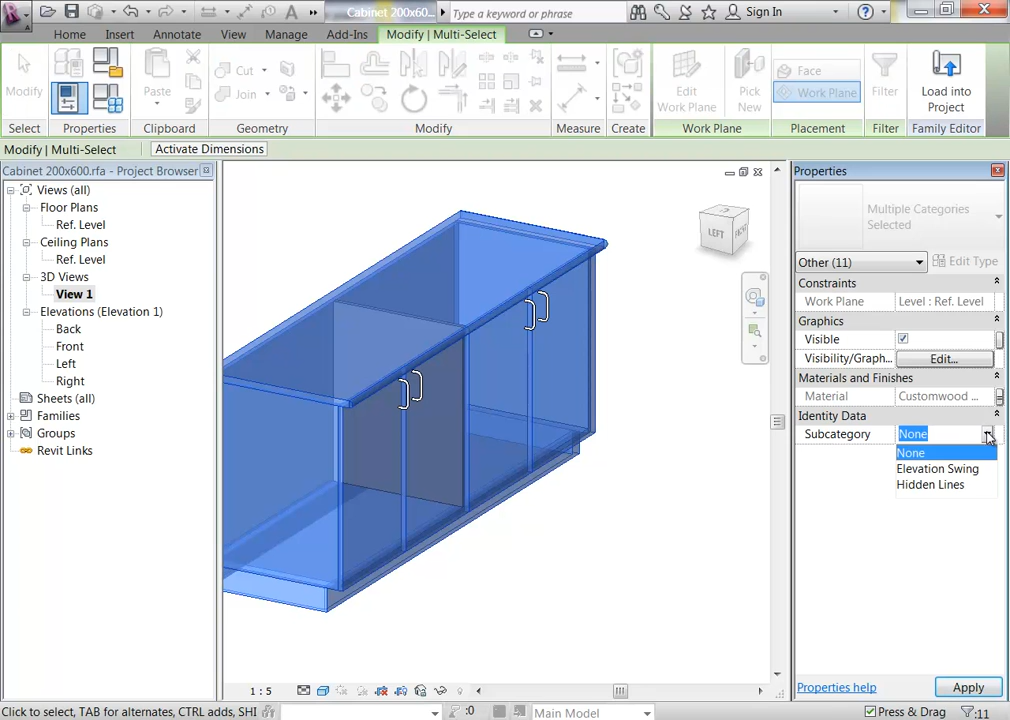 Cabinet 200x600...
Type a keyword or phrase
Sign In
Home
Insert
Annotate
View
Manage
Add-Ins
Modify | Multi-Select
Modify
Paste
Cut
Join
Edit
Work Plane
Pick
New
Face
Work Plane
Filter
Load into
Project
Select
Properties
Clipboard
Geometry
Modify
Measure
Create
Work Plane
Placement
Filter
Family Editor
Modify | Multi-Select
Activate Dimensions
Cabinet 200x600.rfa - Project Browser
Views (all)
Floor Plans
Ref. Level
Ceiling Plans
Ref. Level
3D Views
View 1
Elevations (Elevation 1)
Back
Front
Left
Right
Sheets (all)
Families
Groups
Revit Links
LEFT
Properties
Multiple Categories
Selected
Other (11)
Edit Type
Constraints
Work Plane
Level : Ref. Level
Graphics
Visible
Visibility/Graph...
Edit...
Materials and Finishes
Material
Customwood ...
Identity Data
Subcategory
None
None
Elevation Swing
Hidden Lines
Properties help
Apply
1 : 5
Click to select, TAB for alternates, CTRL adds, SHI
:0
Main Model
Press & Drag
:11